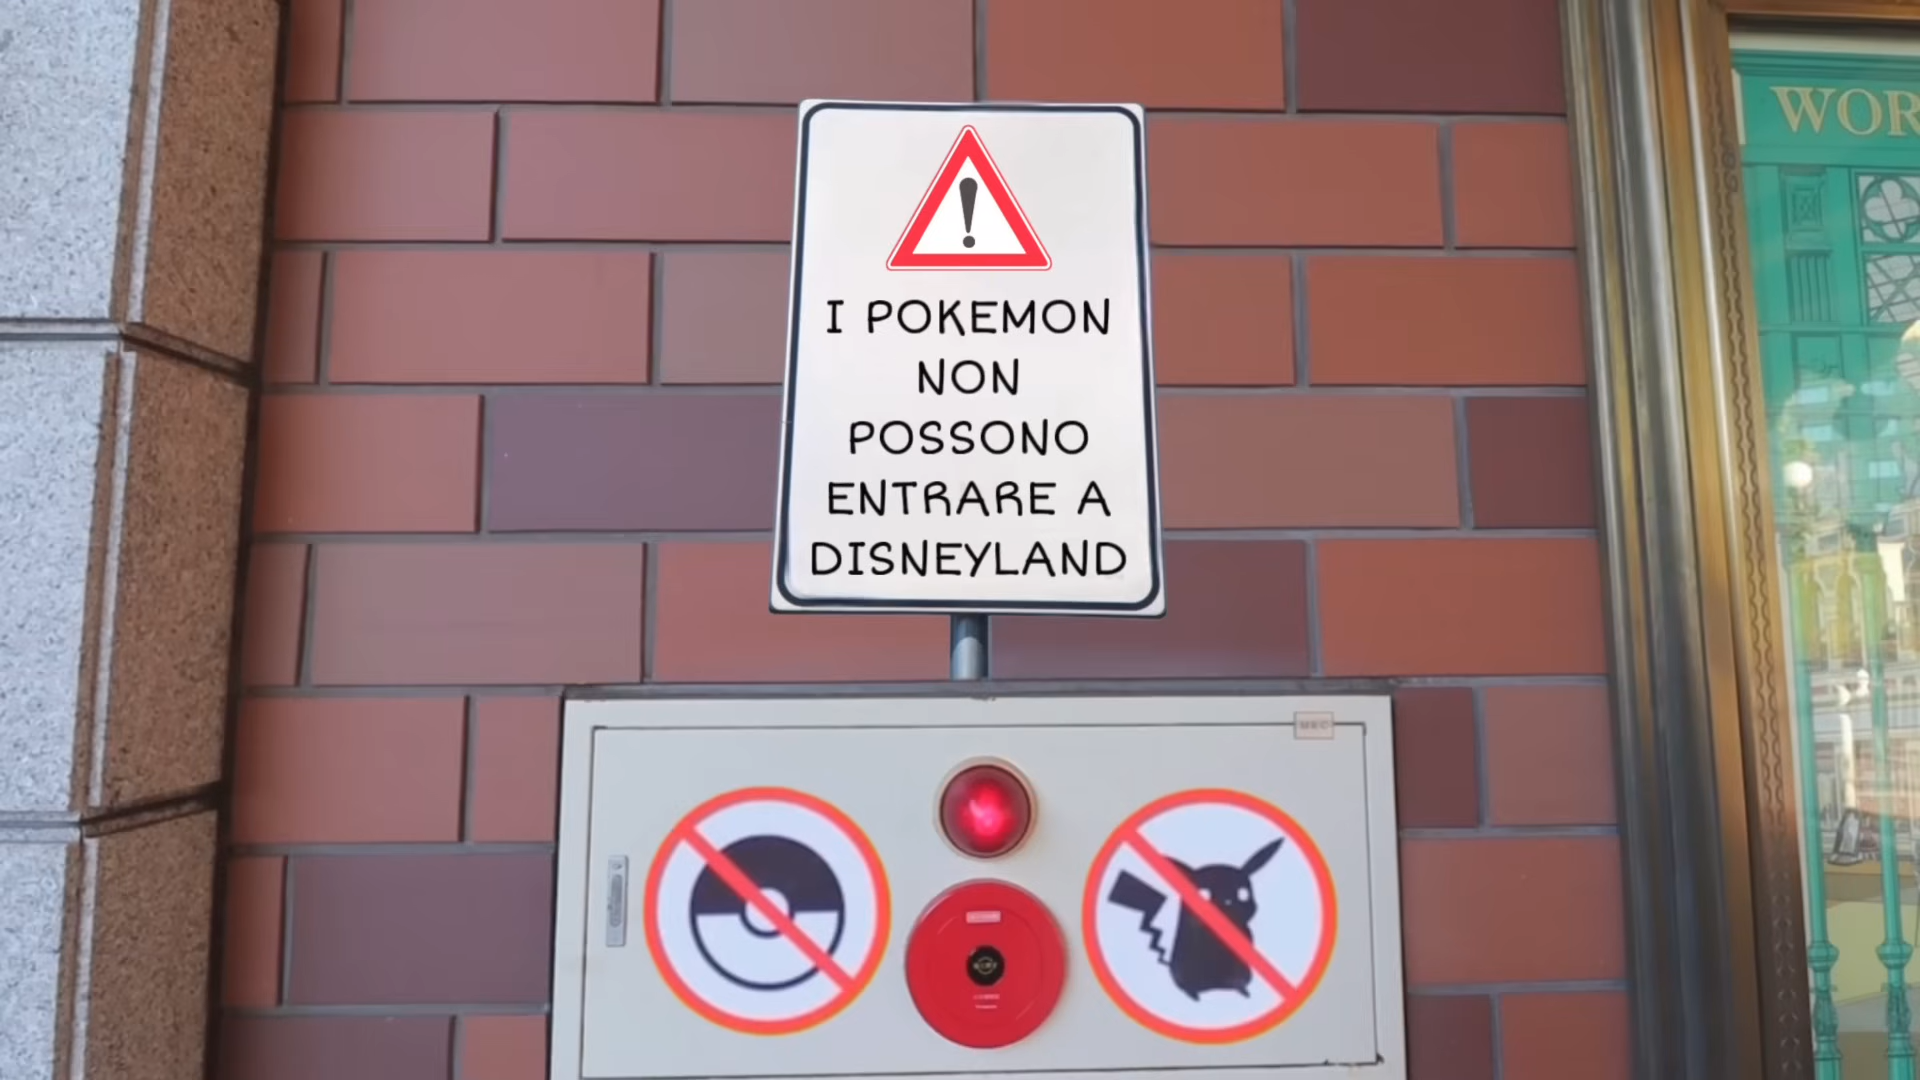 WOR
I POKEMON
NON
POSSONO
ENTRARE A
DISNEYLAND